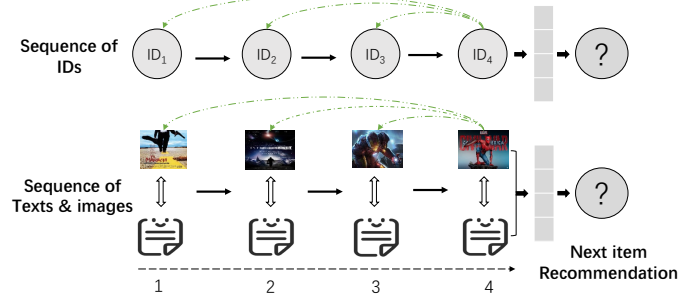 Sequence of
IDs
ID1
ID2
ID3
ID4
?
Sequence of
Texts & images
?
Next item
Recommendation
1
2
3
4